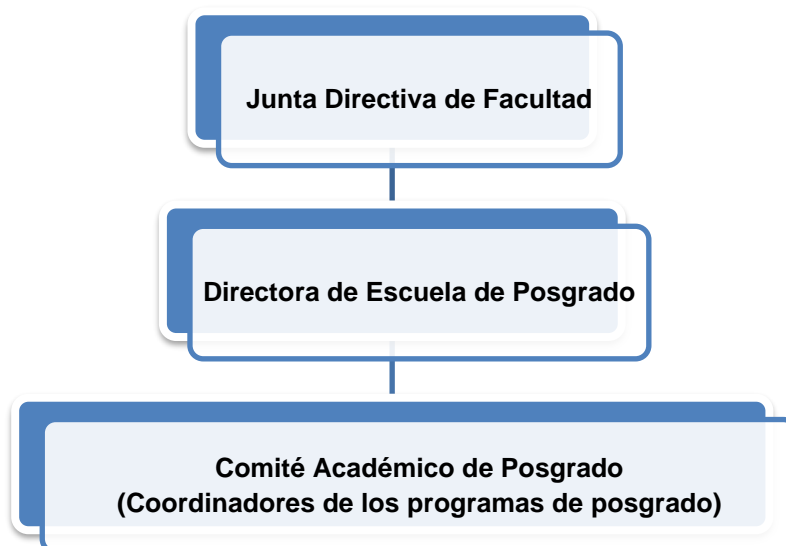 Junta Directiva de Facultad
Directora de Escuela de Posgrado
Comité Académico de Posgrado
(Coordinadores de los programas de posgrado)